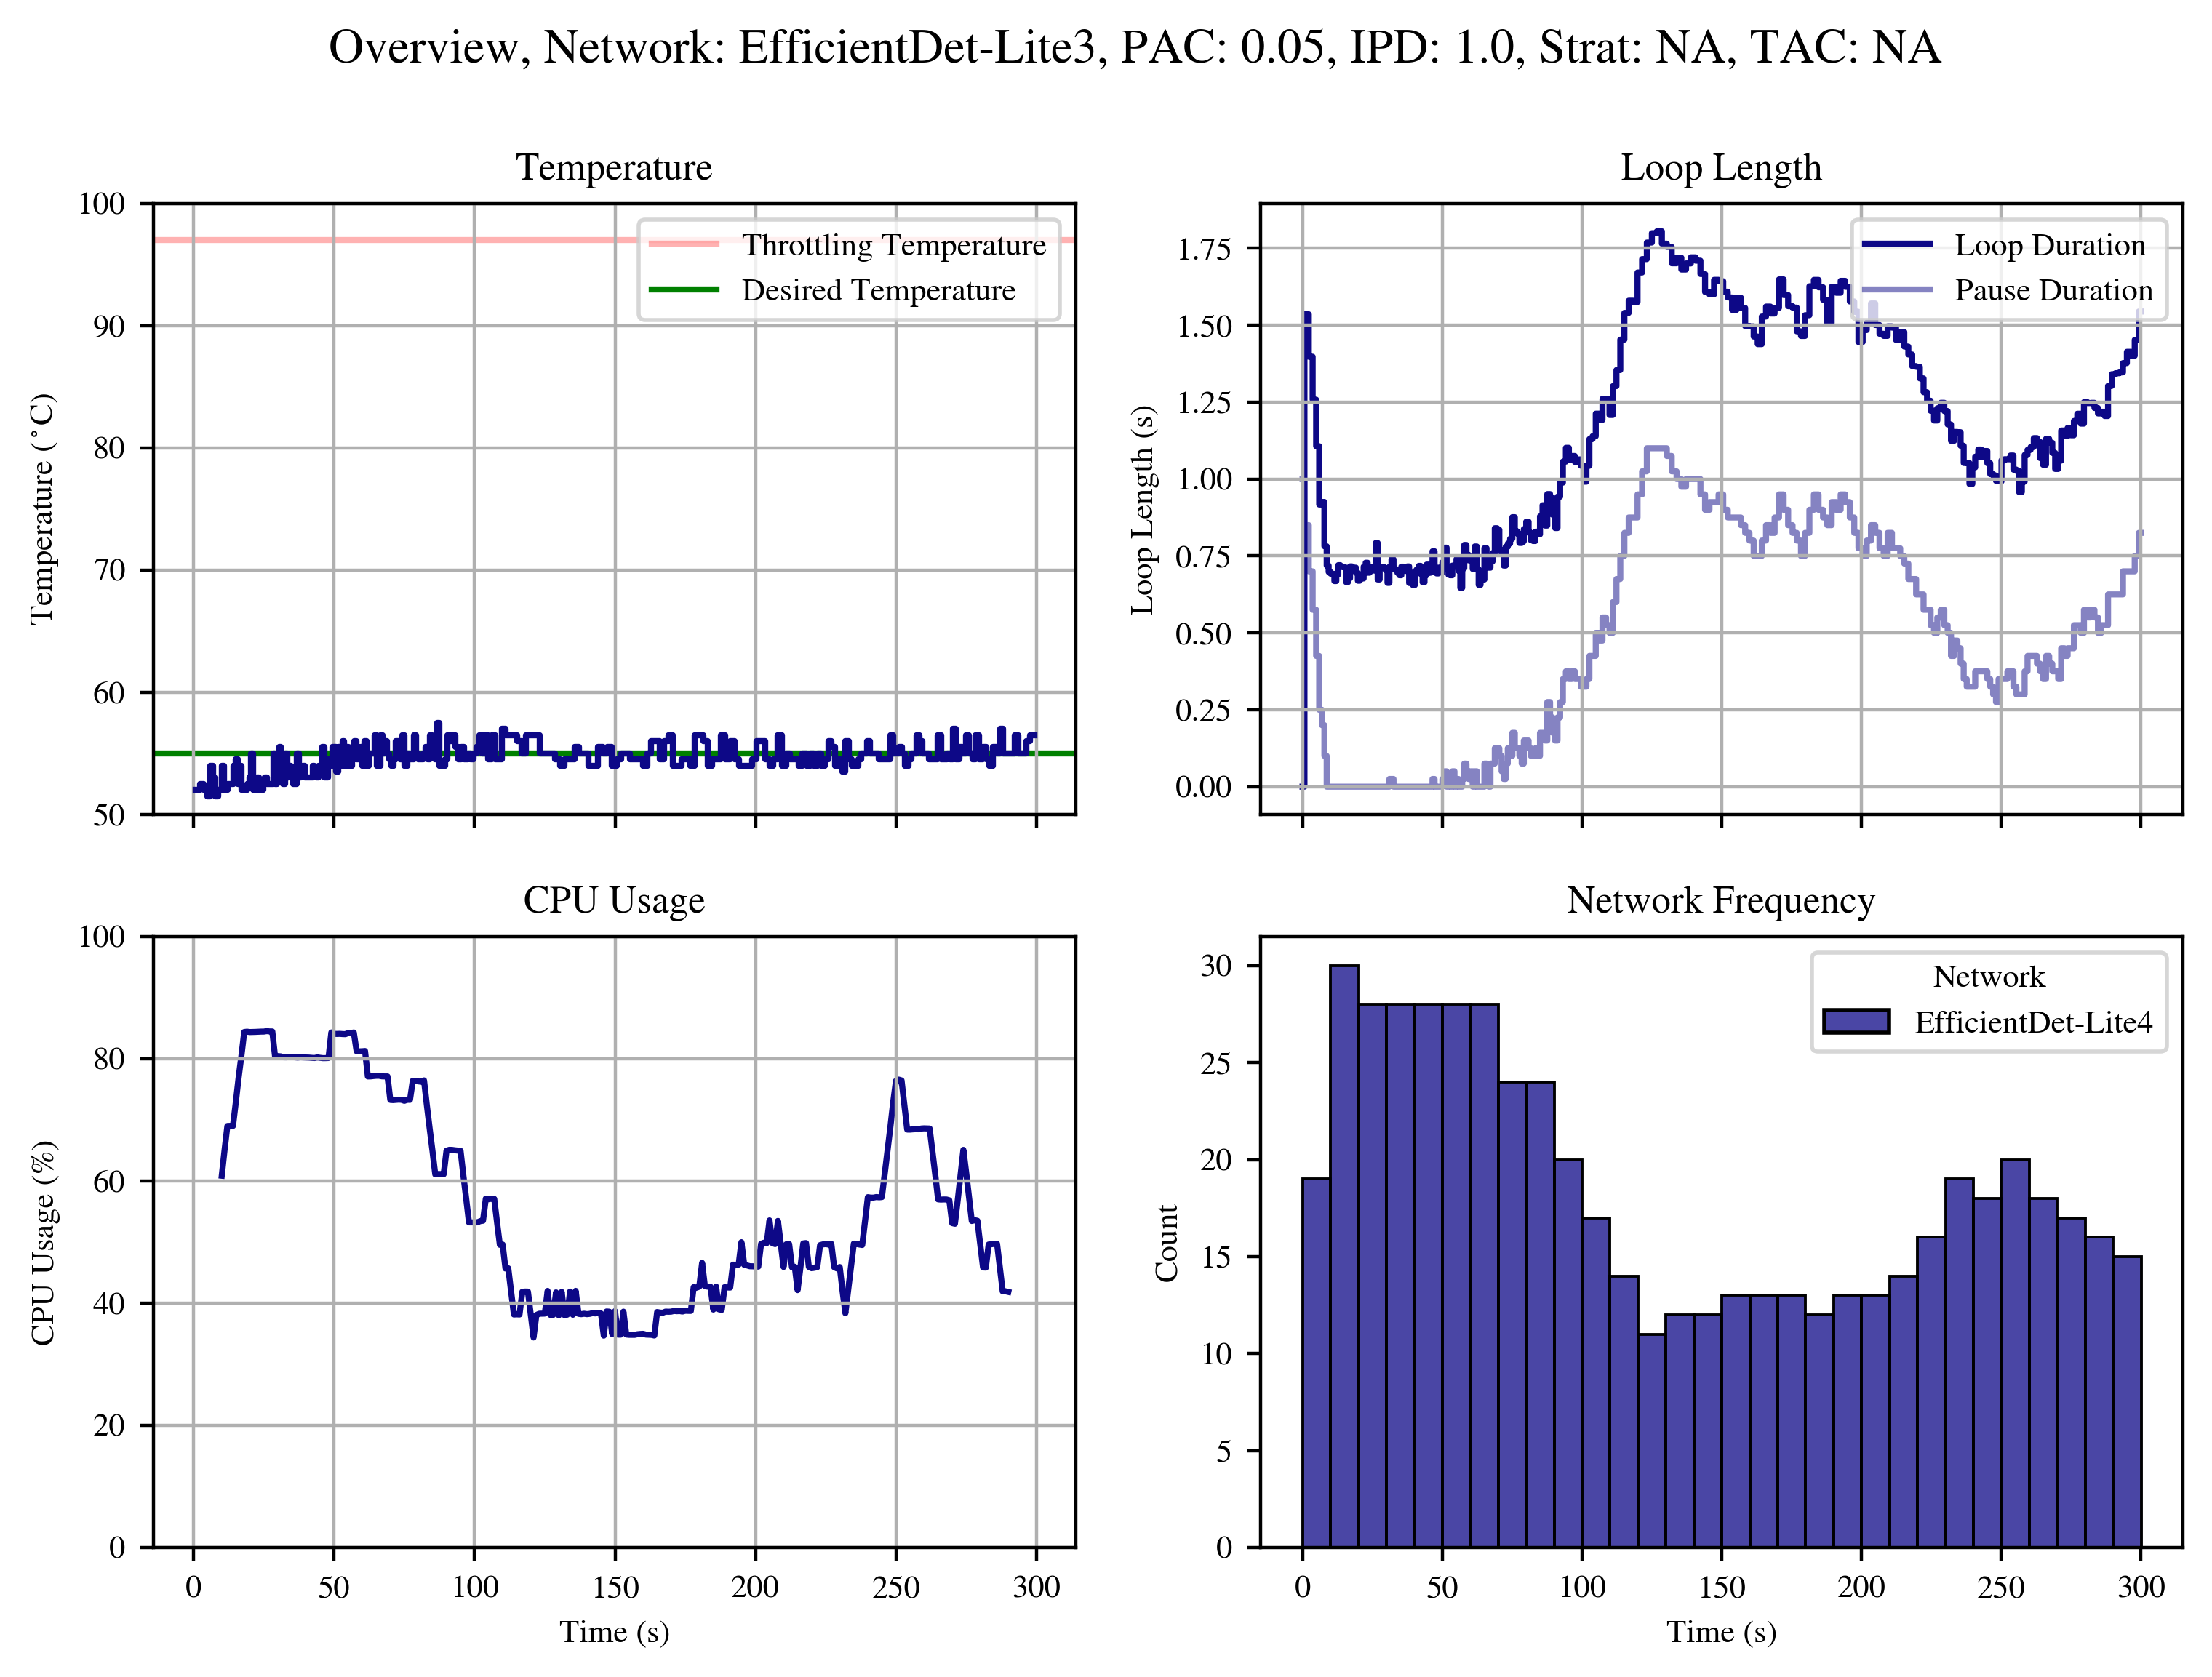 Overview, Network: EfficientDet-Lite3, PAC: 0.05, IPD: 1.0, Strat: NA, TAC: NA
Temperature
100
90
80
70
60
50
Temperature (°C)
Throttling Temperature
Desired Temperature
Loop Length
1.75
1.50
1.25
1.00
0.75
0.50
0.25
0.00
Loop Length (s)
Loop Duration
Pause Duration
CPU Usage
100
80
60
40
20
0
CPU Usage (%)
0 50 100 150 200 250 300
Time (s)
Network Frequency
30
25
20
15
10
5
0
Count
Network
EfficientDet-Lite4
0 50 100 150 200 250 300
Time (s)